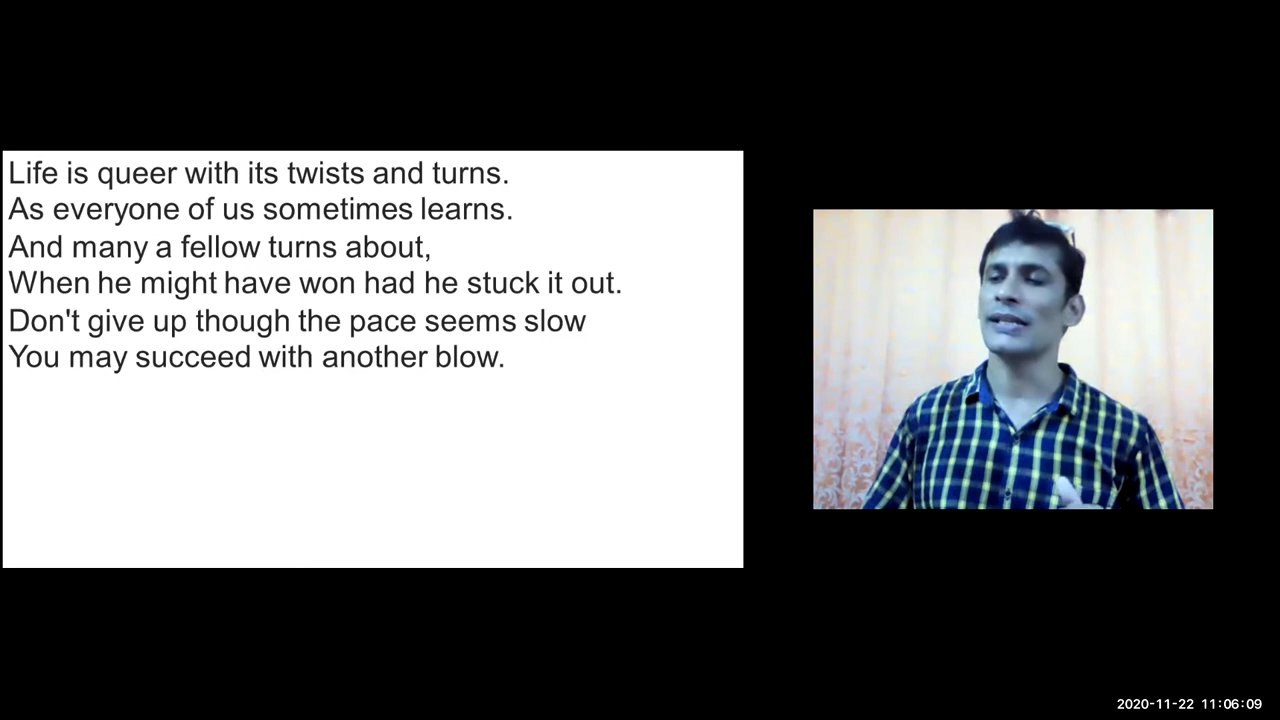 Life is queer with its twists and turns.
As everyone of us sometimes learns.
And many a fellow turns about,
When he might have won had he stuck it out.
Don't give up though the pace seems slow
You may succeed with another blow.
2020-11-22 11:06:09